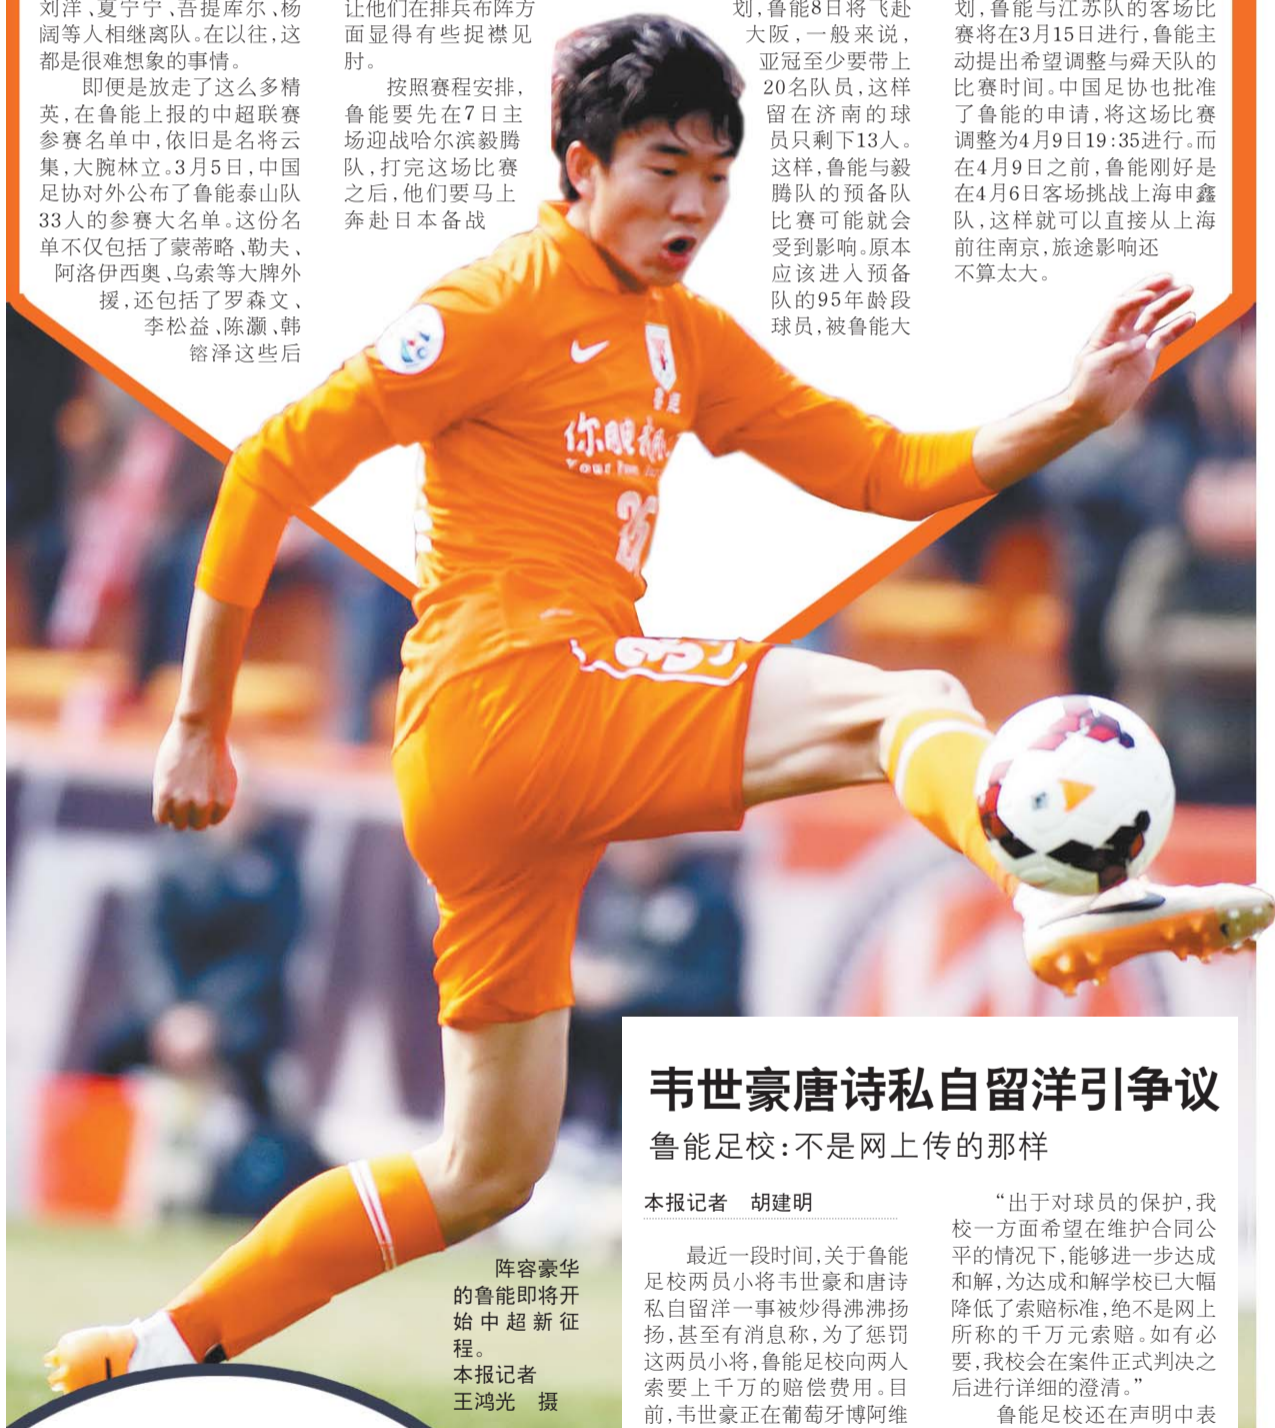 刘洋、夏宁宁、吾提库尔、杨
阔等人相继离队。在以往,这
都是很难想象的事情。
即便是放走了这么多精
英,在鲁能上报的中超联赛
参赛名单中,依旧是名将云
集,大腕林立。3月5日,中国
足协对外公布了鲁能泰山队
33人的参赛大名单。这份名
单不仅包括了蒙蒂略、勒夫、
阿洛伊西奥、乌索等大牌外
援,还包括了罗森文、
李松益、陈灏、韩
镕泽这些后
让他们在排兵布阵方
面显得有些捉襟见
肘。
按照赛程安排,
鲁能要先在7日主
场迎战哈尔滨毅腾
队,打完这场比赛
之后,他们要马上
奔赴日本备战
划,鲁能8日将飞赴
大阪,一般来说,
亚冠至少要带上
20名队员,这样
留在济南的球
员只剩下13人。
这样,鲁能与毅
腾队的预备队
比赛可能就会
受到影响。原本
应该进入预备
队的95年龄段
球员,被鲁能大
划,鲁能与江苏队的客场比
赛将在3月15日进行,鲁能主
动提出希望调整与舜天队的
比赛时间。中国足协也批准
了鲁能的申请,将这场比赛
调整为4月9日19:35进行。而
在4月9日之前,鲁能刚好是
在4月6日客场挑战上海申鑫
队,这样就可以直接从上海
前往南京,旅途影响还
不算太大。
你
Your
26
阵容豪华
的鲁能即将开
始中超新征
程。
本报记者
王鸿光 摄
韦世豪唐诗私自留洋引争议
鲁能足校:不是网上传的那样
本报记者 胡建明
最近一段时间,关于鲁能
足校两员小将韦世豪和唐诗
私自留洋一事被炒得沸沸扬
扬,甚至有消息称,为了惩罚
这两员小将,鲁能足校向两人
索要上千万的赔偿费用。目
前,韦世豪正在葡萄牙博阿维
“出于对球员的保护,我
校一方面希望在维护合同公
平的情况下,能够进一步达成
和解,为达成和解学校已大幅
降低了索赔标准,绝不是网上
所称的千万元索赔。如有必
要,我校会在案件正式判决之
后进行详细的澄清。”
鲁能足校还在声明中表